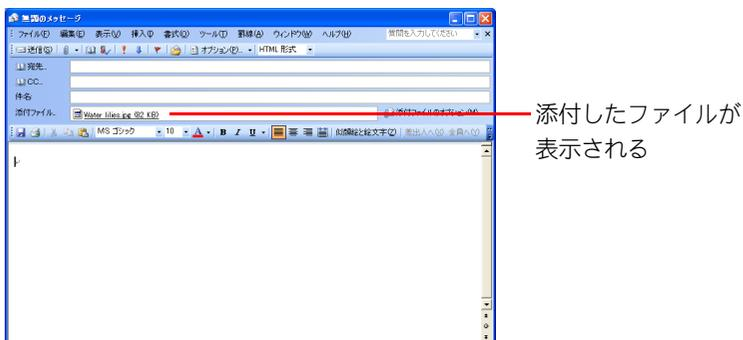 無題のメッセージ
ファイル(F) 編集(E) 表示(V) 挿入(I) 書式(O) ツール(T) 罫線(A) ウィンドウ(W) ヘルプ(H) 質問を入力してください
送信(S) オプション(P)... HTML 形式
宛先...
CC...
件名:
添付ファイル... Water lilies.jpg (82 KB) 添付ファイルのオプション(M)...
MS ゴシック 10 A B I U 似顔絵と絵文字(Z) 差出人へ(X) 全員へ(Y)
添付したファイルが
表示される